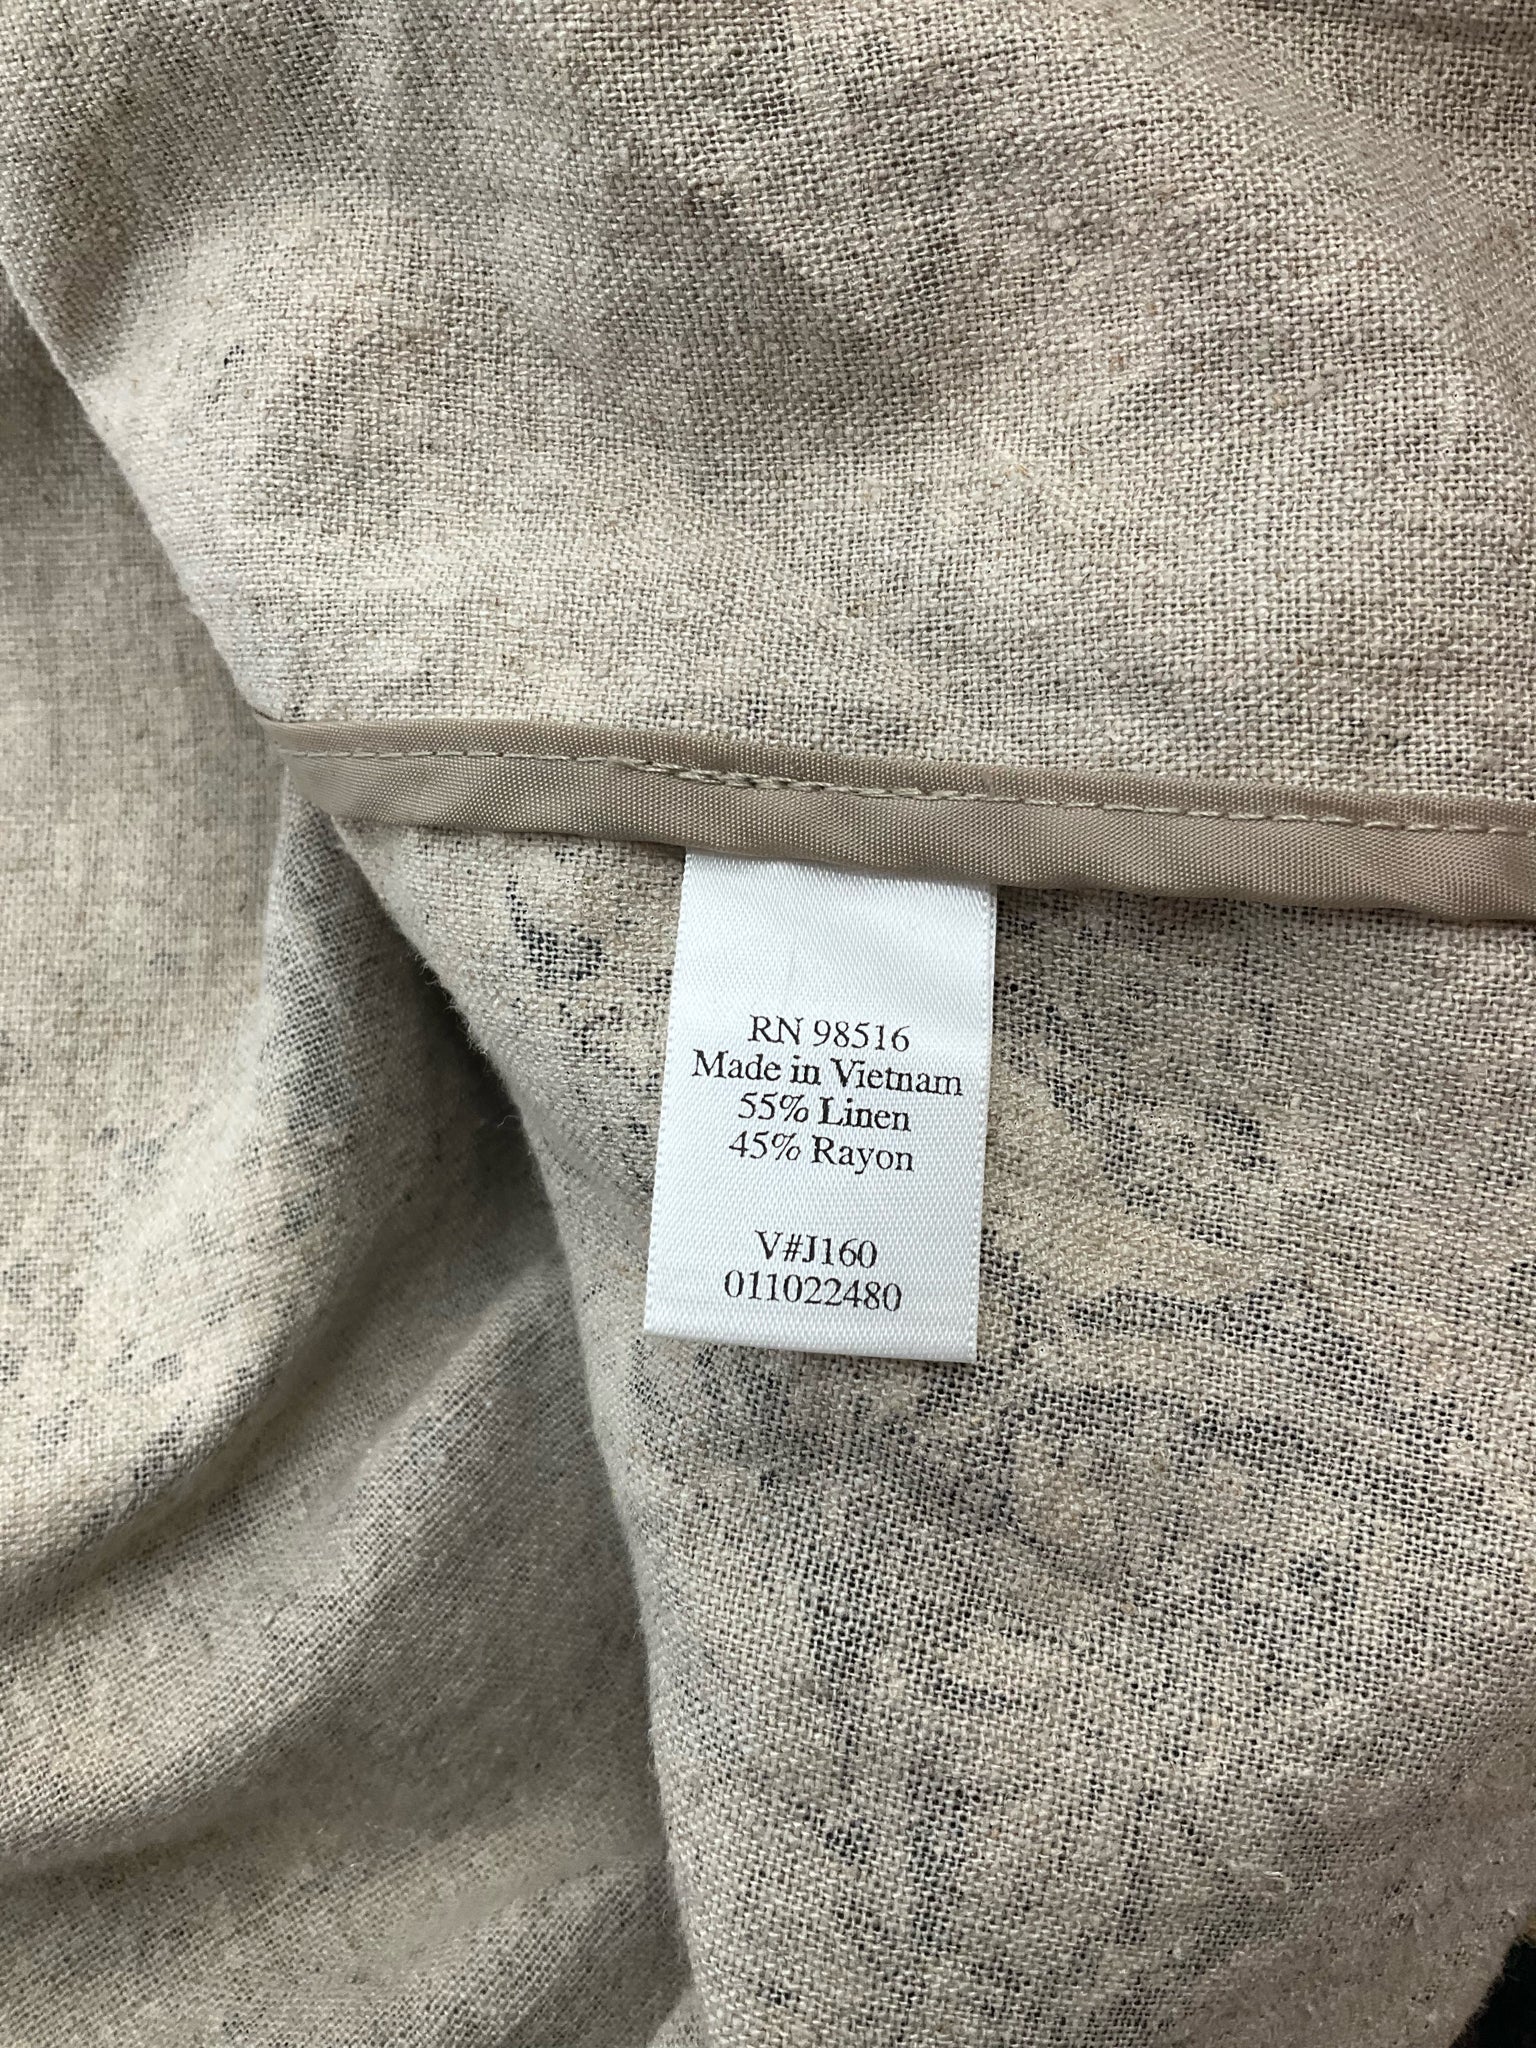 RN 98516
Made in Vietnam
55% Linen
45% Rayon
V#J160
011022480